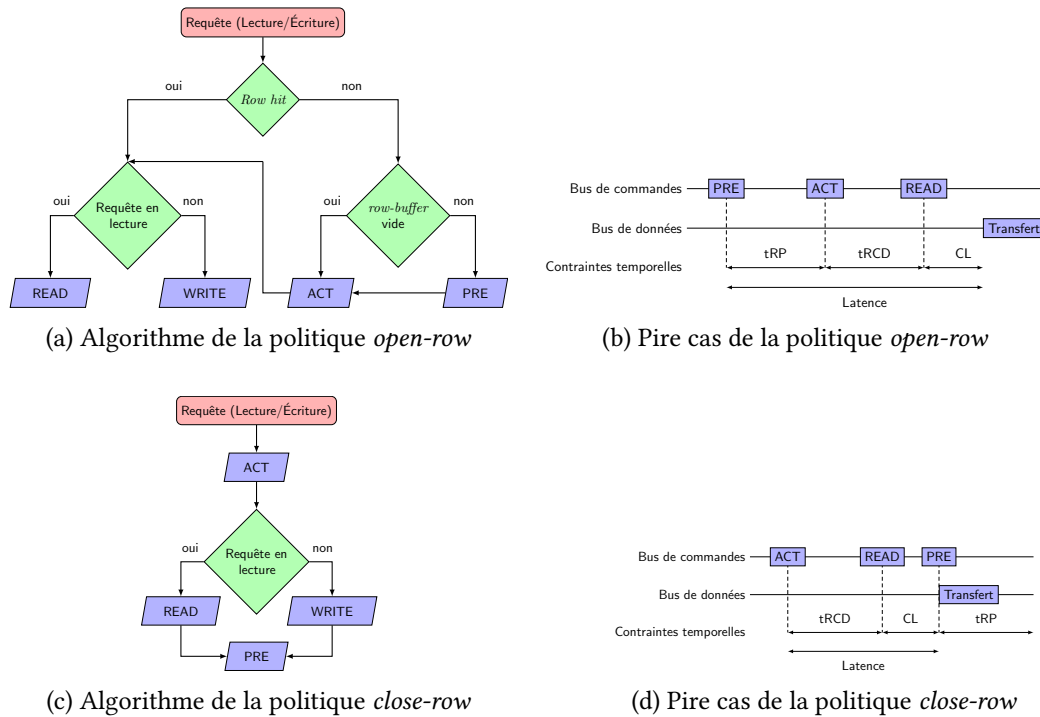 Requête (Lecture/Écriture)
oui
non
Row hit
oui
Requête en
lecture
non
oui
row-buffer
vide
non
READ
WRITE
ACT
PRE
(a) Algorithme de la politique open-row
Bus de commandes
PRE
ACT
READ
Bus de données
Transfert
Contraintes temporelles
tRP
tRCD
CL
Latence
(b) Pire cas de la politique open-row
Requête (Lecture/Écriture)
ACT
oui
Requête en
lecture
non
READ
WRITE
PRE
(c) Algorithme de la politique close-row
Bus de commandes
ACT
READ
PRE
Bus de données
Transfert
Contraintes temporelles
tRCD
CL
tRP
Latence
(d) Pire cas de la politique close-row